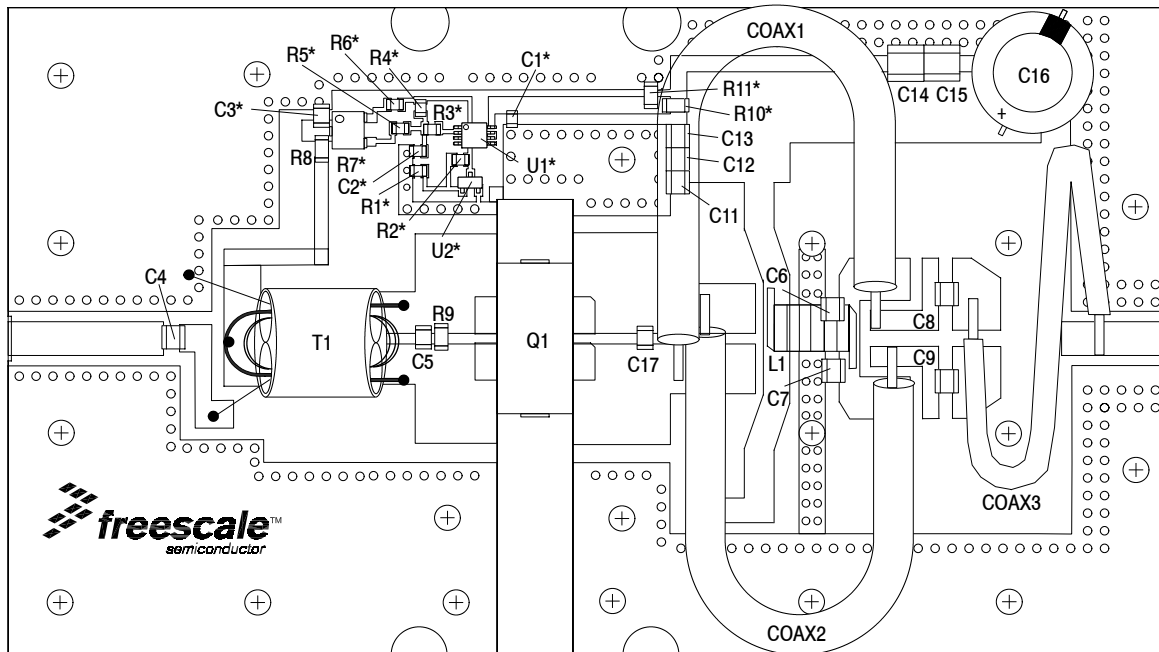 COAX1
R6*
R5*
R4*
C1*
C3*
R3*
R11*
R10*
C14
C15
C16
+
C13
C12
R8
R7*
C2*
U1*
R1*
R2*
U2*
C11
C4
C6
T1
R9
C5
Q1
C17
L1
C7
C8
C9
COAX3
freescale™
semiconductor
COAX2